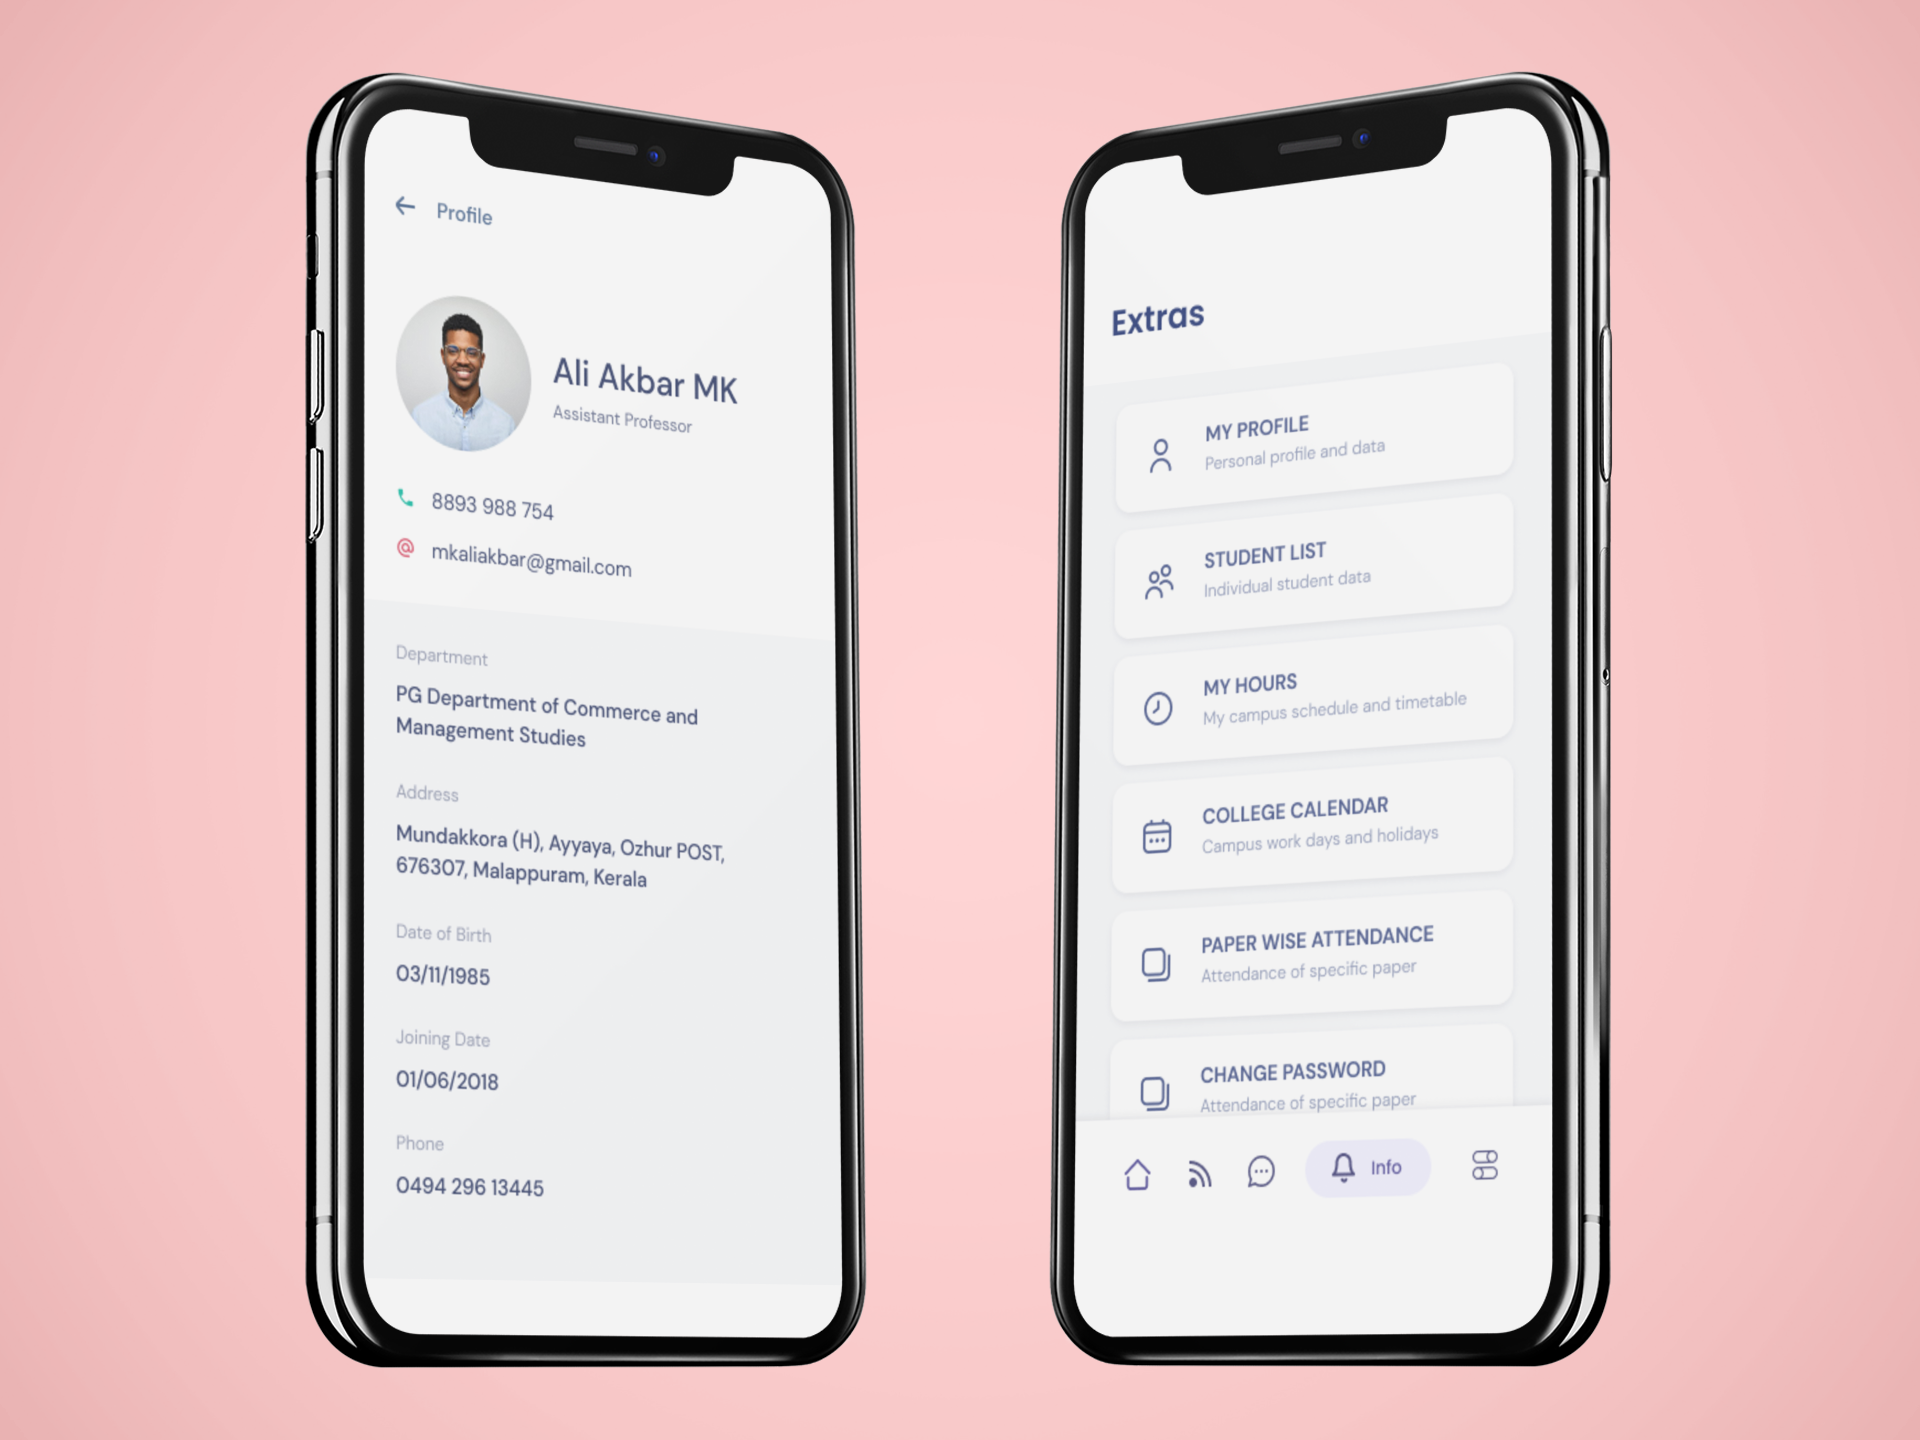 Profile
Ali Akbar MK
Assistant Professor
8893 988 754
mkaliakbar@gmail.com
Department
PG Department of Commerce and
Management Studies
Address
Mundakkora (H), Ayyaya, Ozhur POST,
676307, Malappuram, Kerala
Date of Birth
03/11/1985
Joining Date
01/06/2018
Phone
0494 296 13445
Extras
MY PROFILE
Personal profile and data
STUDENT LIST
Individual student data
MY HOURS
My campus schedule and timetable
COLLEGE CALENDAR
Campus work days and holidays
PAPER WISE ATTENDANCE
Attendance of specific paper
CHANGE PASSWORD
Attendance of specific paper
Info